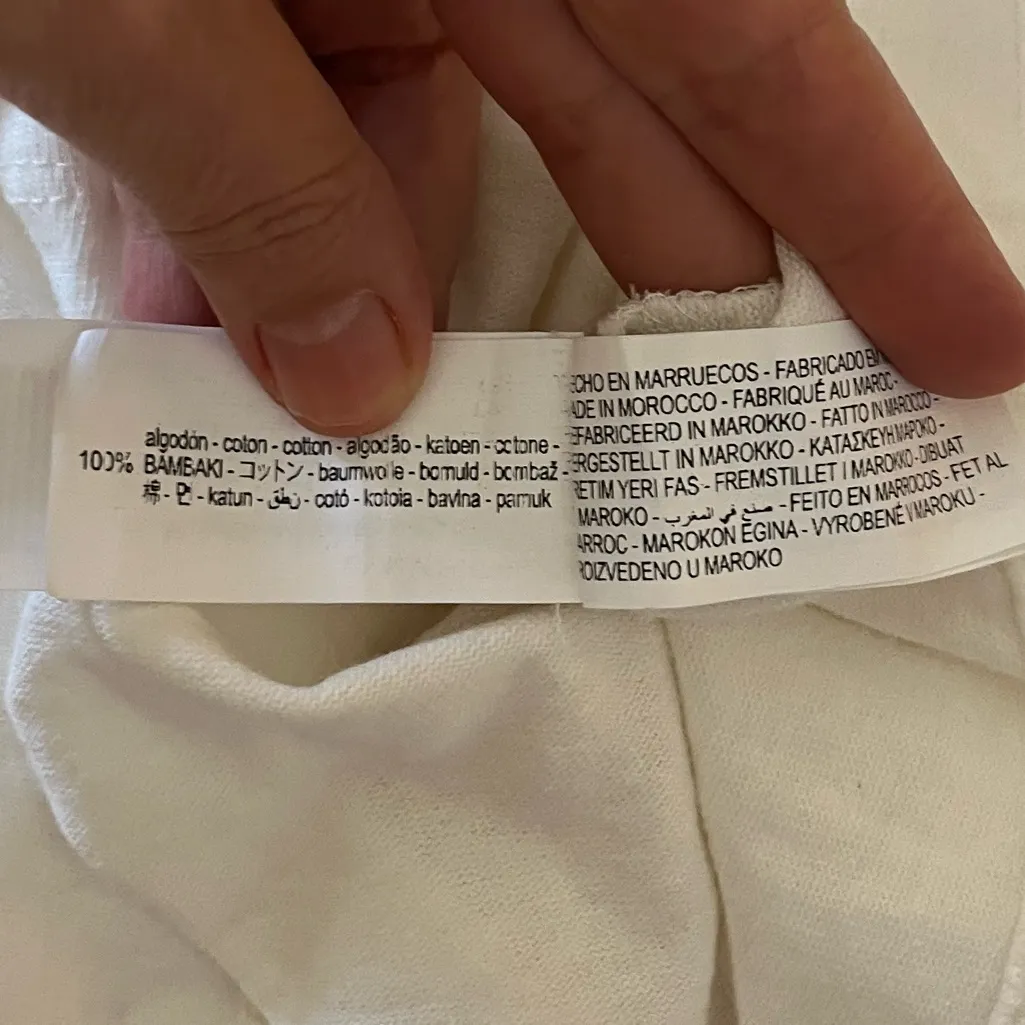 algodón - coton - cotton - algodão - katoen - cotone -
100% BAMBAKI - コットン - baumwolle - bomuld - bombaž -
棉 - 면 - katun - قطن - cotó - kotoia - bavlna - pamuk
ECHO EN MARRUECOS - FABRICADO EM
ADE IN MOROCCO - FABRIQUÉ AU MAROC -
EFABRICEERD IN MAROKKO - FATTO IN MAROCCO -
ERGESTELLT IN MAROKKO - ΚΑΤΑΣΚΕΥΗ ΜΑΡΟΚΟ -
RETIM YERI FAS - FREMSTILLET I MAROKKO - DIBUAT
MAROKO - صنع في المغرب - FEITO EN MARROCOS - FET AL
ARROC - MAROKON EGINA - VYROBENÉ V MAROKU -
ROIZVEDENO U MAROKO